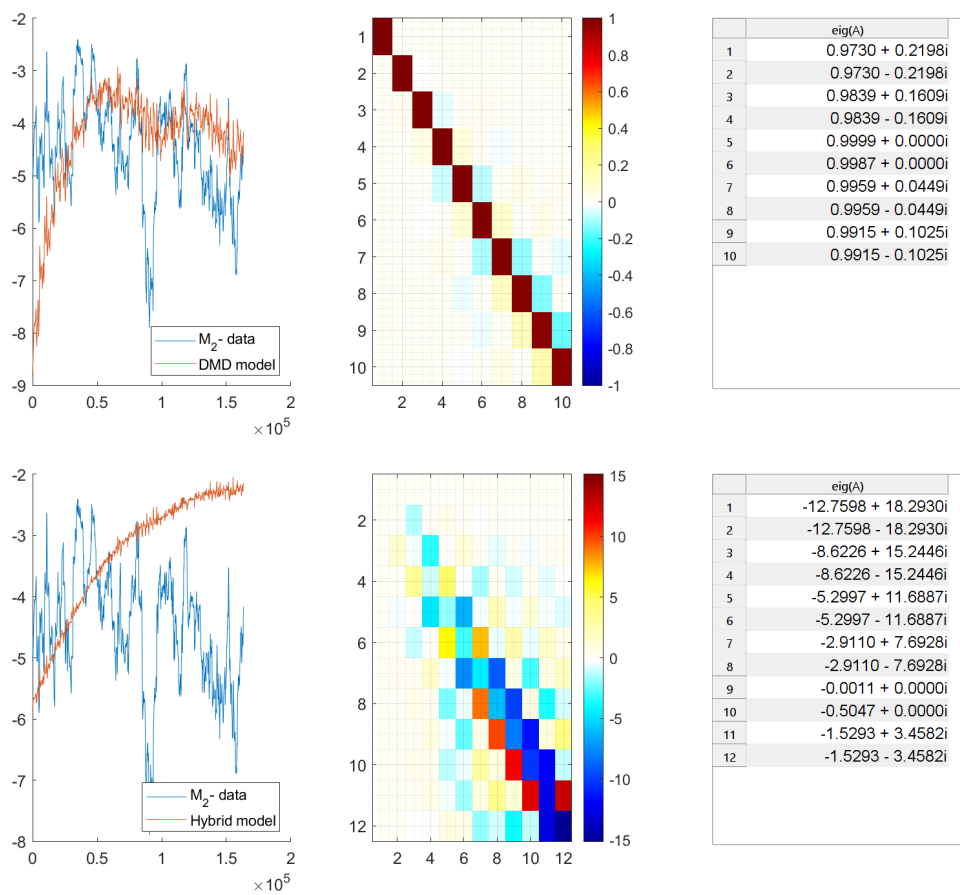 -2
-3
-4
-5
-6
-7
-8
-9
0 0.5 1 1.5 2
×10⁵
M₂- data
DMD model
1
2
3
4
5
6
7
8
9
10
2 4 6 8 10
1
0.8
0.6
0.4
0.2
0
-0.2
-0.4
-0.6
-0.8
-1
eig(A)
1 0.9730 + 0.2198i
2 0.9730 - 0.2198i
3 0.9839 + 0.1609i
4 0.9839 - 0.1609i
5 0.9999 + 0.0000i
6 0.9987 + 0.0000i
7 0.9959 + 0.0449i
8 0.9959 - 0.0449i
9 0.9915 + 0.1025i
10 0.9915 - 0.1025i
-2
-3
-4
-5
-6
-7
-8
0 0.5 1 1.5 2
×10⁵
M₂- data
Hybrid model
2
4
6
8
10
12
2 4 6 8 10 12
15
10
5
0
-5
-10
-15
eig(A)
1 -12.7598 + 18.2930i
2 -12.7598 - 18.2930i
3 -8.6226 + 15.2446i
4 -8.6226 - 15.2446i
5 -5.2997 + 11.6887i
6 -5.2997 - 11.6887i
7 -2.9110 + 7.6928i
8 -2.9110 - 7.6928i
9 -0.0011 + 0.0000i
10 -0.5047 + 0.0000i
11 -1.5293 + 3.4582i
12 -1.5293 - 3.4582i